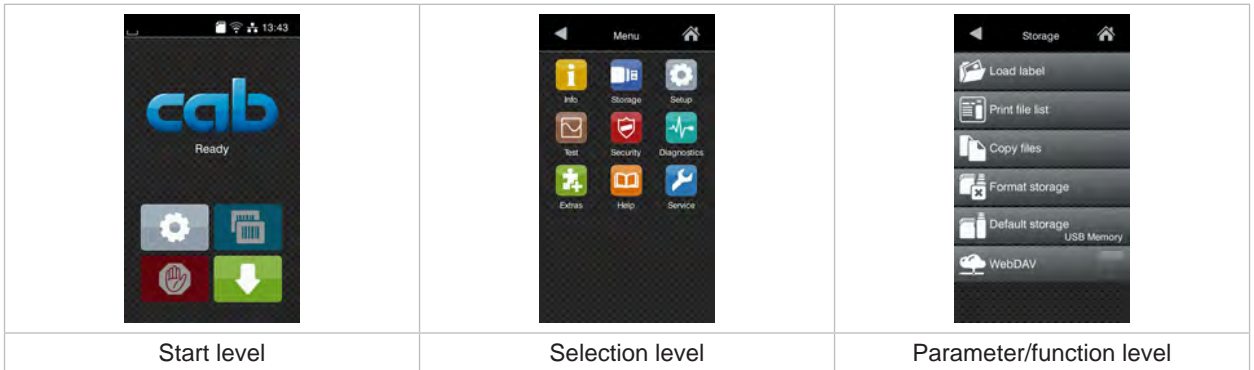 13:43
cab
Ready
Start level
Menu
Info Storage Setup
Test Security Diagnostics
Extras Help Service
Selection level
Storage
Load label
Print file list
Copy files
Format storage
Default storage
USB Memory
WebDAV
Parameter/function level